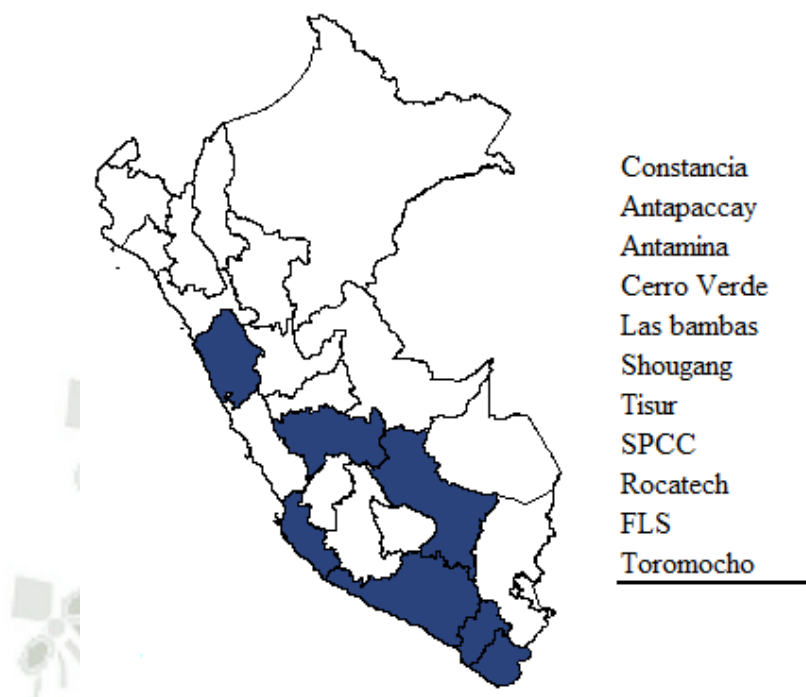 Constancia
Antapaccay
Antamina
Cerro Verde
Las bambas
Shougang
Tisur
SPCC
Rocatech
FLS
Toromocho